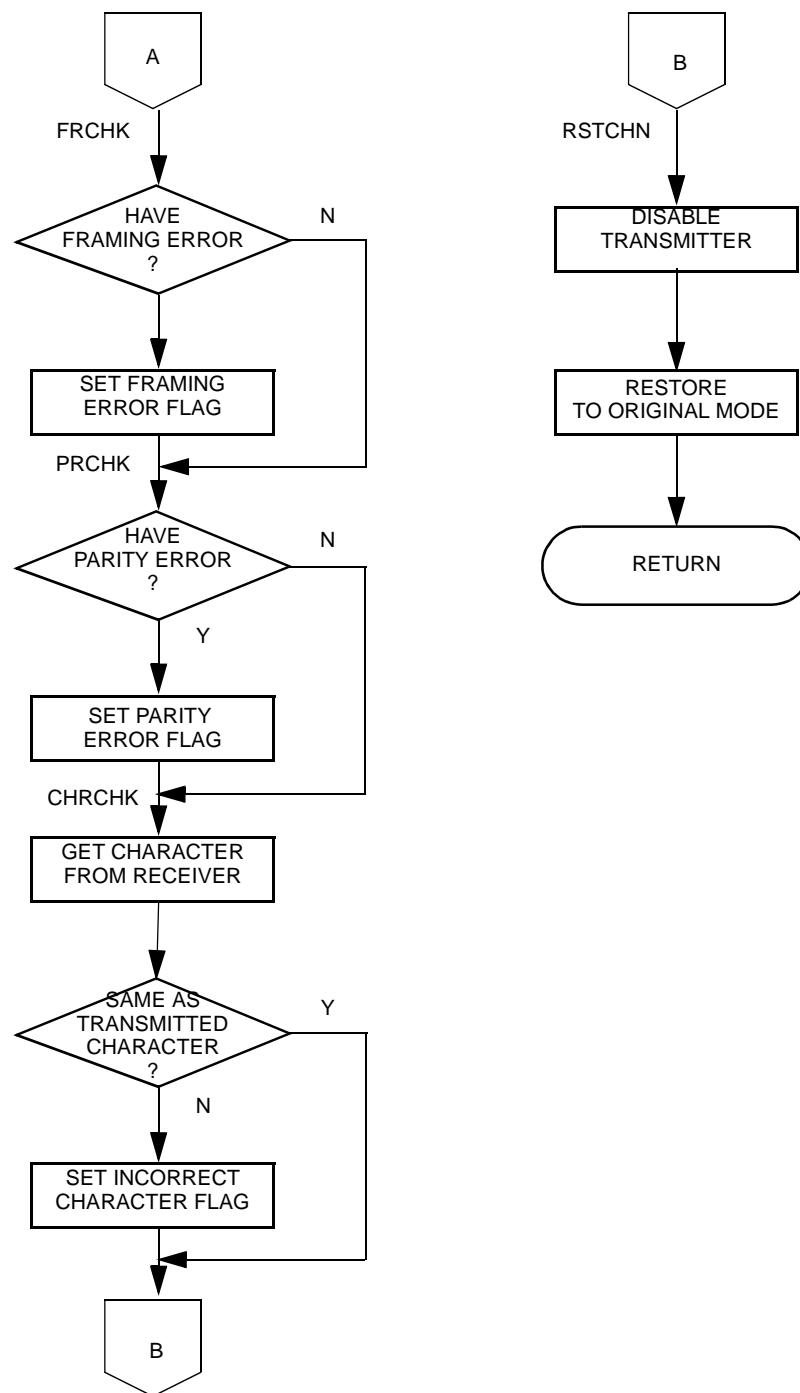 A
FRCHK
HAVE
FRAMING ERROR
?
N
SET FRAMING
ERROR FLAG
PRCHK
HAVE
PARITY ERROR
?
N
Y
SET PARITY
ERROR FLAG
CHRCHK
GET CHARACTER
FROM RECEIVER
SAME AS
TRANSMITTED
CHARACTER
?
Y
N
SET INCORRECT
CHARACTER FLAG
B
B
RSTCHN
DISABLE
TRANSMITTER
RESTORE
TO ORIGINAL MODE
RETURN